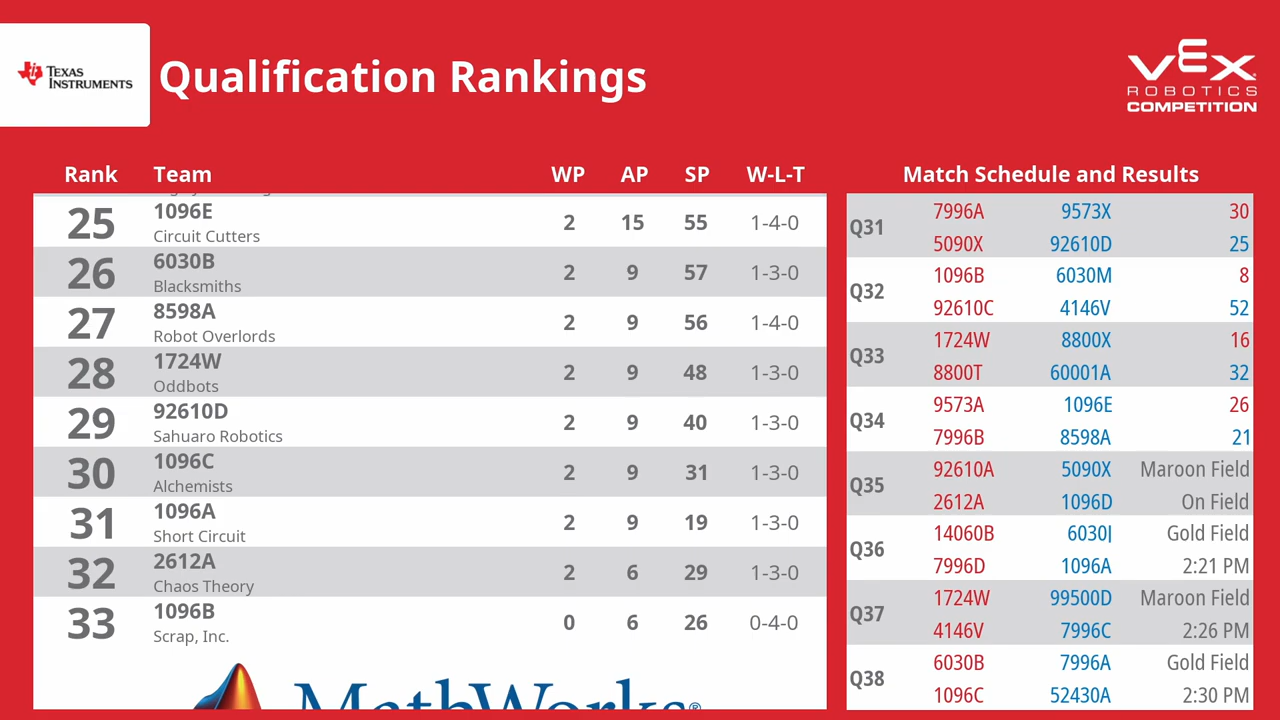 TEXAS
INSTRUMENTS
Qualification Rankings
VEX
ROBOTICS
COMPETITION
Rank Team WP AP SP W-L-T
25 1096E 2 15 55 1-4-0
Circuit Cutters
26 6030B 2 9 57 1-3-0
Blacksmiths
27 8598A 2 9 56 1-4-0
Robot Overlords
28 1724W 2 9 48 1-3-0
Oddbots
29 92610D 2 9 40 1-3-0
Sahuaro Robotics
30 1096C 2 9 31 1-3-0
Alchemists
31 1096A 2 9 19 1-3-0
Short Circuit
32 2612A 2 6 29 1-3-0
Chaos Theory
33 1096B 0 6 26 0-4-0
Scrap, Inc.
MathWorks®
Match Schedule and Results
Q31 7996A 9573X 30
5090X 92610D 25
Q32 1096B 6030M 8
92610C 4146V 52
Q33 1724W 8800X 16
8800T 60001A 32
Q34 9573A 1096E 26
7996B 8598A 21
Q35 92610A 5090X Maroon Field
2612A 1096D On Field
Q36 14060B 6030J Gold Field
7996D 1096A 2:21 PM
Q37 1724W 99500D Maroon Field
4146V 7996C 2:26 PM
Q38 6030B 7996A Gold Field
1096C 52430A 2:30 PM